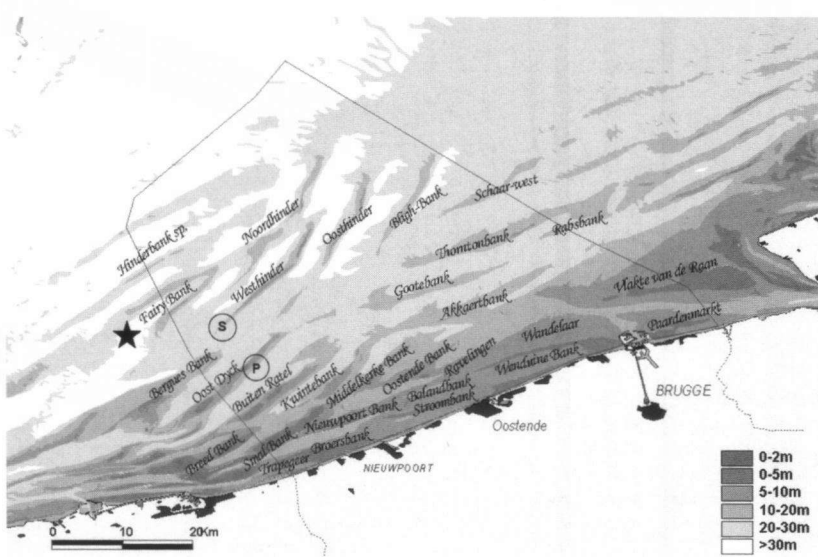 Schaar-west
Bligh-Bank
Noordhinder
Oosthinder
Rabsbank
Hinderbank sp.
Thorntonbank
Westhinder
Vlakte van de Raan
Gootebank
Fairy Bank
Akkaertbank
S
Paardenmarkt
Wandelaar
P
Bergues Bank
Oost Dyck
Buiten Ratel
Kwintebank
Middelkerke Bank
Oostende Bank
Ravelingen
Wenduine Bank
BRUGGE
Nieuwpoort Bank
Balandbank
Stroombank
Oostende
Breed Bank
Smal Bank
Trapegeer
Broersbank
NIEUWPOORT
0-2m
0-5m
5-10m
10-20m
20-30m
>30m
0 10 20Km